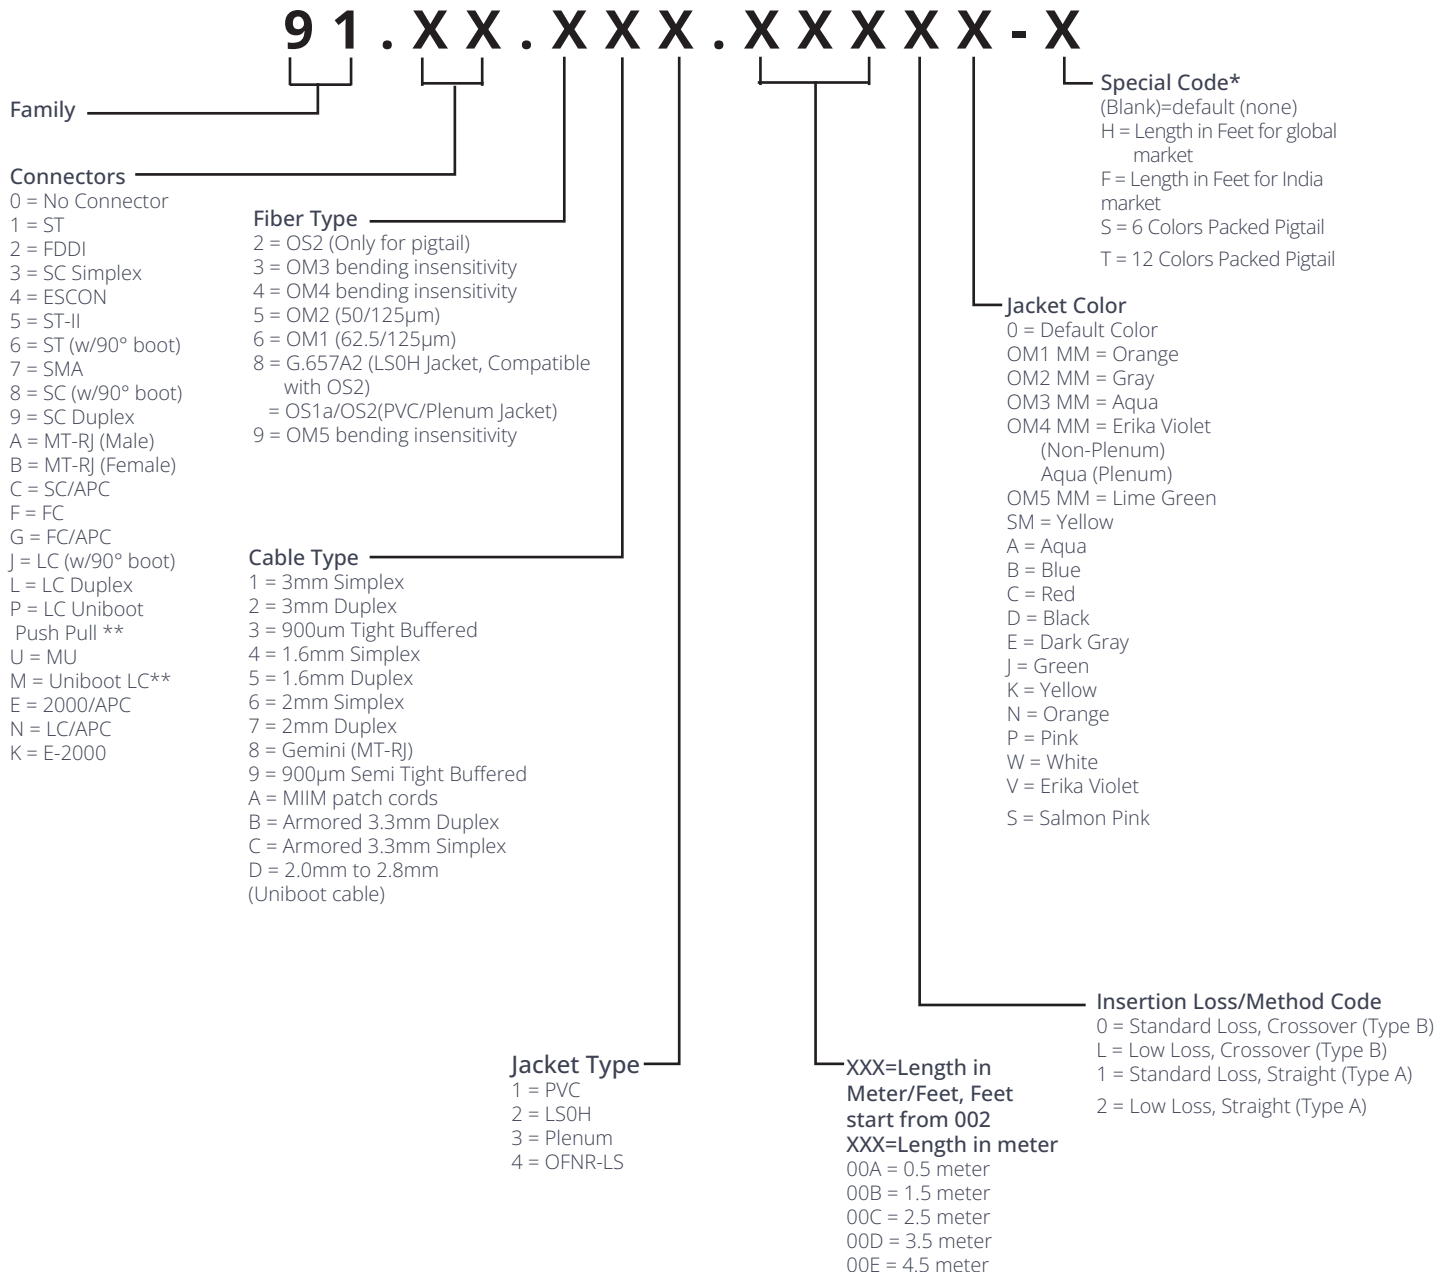 91.XX.XXX.XXXXX-X
Family
Connectors
0 = No Connector
1 = ST
2 = FDDI
3 = SC Simplex
4 = ESCON
5 = ST-II
6 = ST (w/90° boot)
7 = SMA
8 = SC (w/90° boot)
9 = SC Duplex
A = MT-RJ (Male)
B = MT-RJ (Female)
C = SC/APC
F = FC
G = FC/APC
J = LC (w/90° boot)
L = LC Duplex
P = LC Uniboot
Push Pull **
U = MU
M = Uniboot LC**
E = 2000/APC
N = LC/APC
K = E-2000
Fiber Type
2 = OS2 (Only for pigtail)
3 = OM3 bending insensitivity
4 = OM4 bending insensitivity
5 = OM2 (50/125µm)
6 = OM1 (62.5/125µm)
8 = G.657A2 (LS0H Jacket, Compatible
with OS2)
= OS1a/OS2(PVC/Plenum Jacket)
9 = OM5 bending insensitivity
Cable Type
1 = 3mm Simplex
2 = 3mm Duplex
3 = 900um Tight Buffered
4 = 1.6mm Simplex
5 = 1.6mm Duplex
6 = 2mm Simplex
7 = 2mm Duplex
8 = Gemini (MT-RJ)
9 = 900µm Semi Tight Buffered
A = MIIM patch cords
B = Armored 3.3mm Duplex
C = Armored 3.3mm Simplex
D = 2.0mm to 2.8mm
(Uniboot cable)
Jacket Type
1 = PVC
2 = LS0H
3 = Plenum
4 = OFNR-LS
XXX=Length in
Meter/Feet, Feet
start from 002
XXX=Length in meter
00A = 0.5 meter
00B = 1.5 meter
00C = 2.5 meter
00D = 3.5 meter
00E = 4.5 meter
Insertion Loss/Method Code
0 = Standard Loss, Crossover (Type B)
L = Low Loss, Crossover (Type B)
1 = Standard Loss, Straight (Type A)
2 = Low Loss, Straight (Type A)
Jacket Color
0 = Default Color
OM1 MM = Orange
OM2 MM = Gray
OM3 MM = Aqua
OM4 MM = Erika Violet
(Non-Plenum)
Aqua (Plenum)
OM5 MM = Lime Green
SM = Yellow
A = Aqua
B = Blue
C = Red
D = Black
E = Dark Gray
J = Green
K = Yellow
N = Orange
P = Pink
W = White
V = Erika Violet
S = Salmon Pink
Special Code*
(Blank)=default (none)
H = Length in Feet for global
market
F = Length in Feet for India
market
S = 6 Colors Packed Pigtail
T = 12 Colors Packed Pigtail